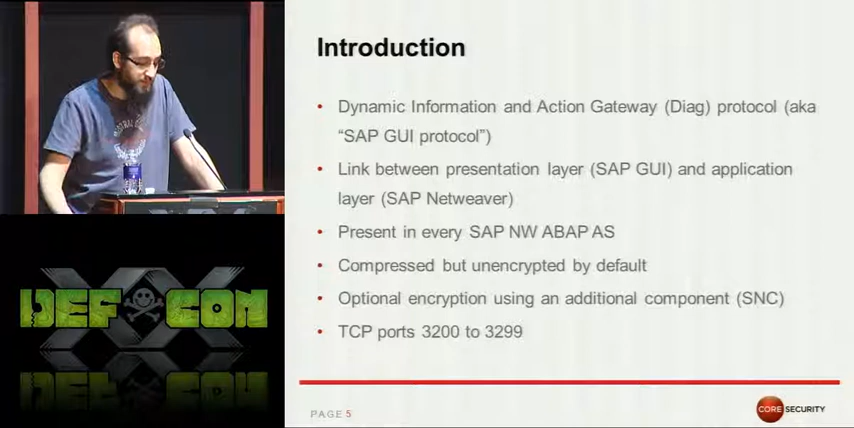 Introduction
• Dynamic Information and Action Gateway (Diag) protocol (aka
“SAP GUI protocol”)
• Link between presentation layer (SAP GUI) and application
layer (SAP Netweaver)
• Present in every SAP NW ABAP AS
• Compressed but unencrypted by default
• Optional encryption using an additional component (SNC)
• TCP ports 3200 to 3299
DEF CON
XX
PAGE 5
CORE SECURITY